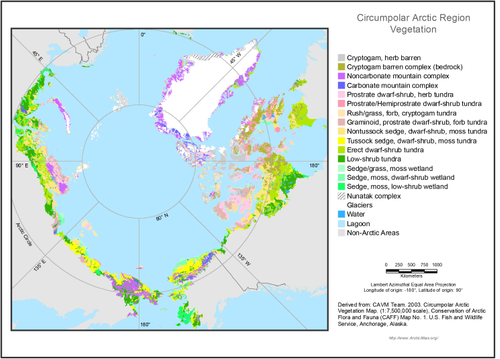 Circumpolar Arctic Region
Vegetation
Cryptogam, herb barren
Cryptogam barren complex (bedrock)
Noncarbonate mountain complex
Carbonate mountain complex
Prostrate dwarf-shrub, herb tundra
Prostrate/Hemiprostrate dwarf-shrub tundra
Rush/grass, forb, cryptogam tundra
Graminoid, prostrate dwarf-shrub, forb tundra
Nontussock sedge, dwarf-shrub, moss tundra
Tussock sedge, dwarf-shrub, moss tundra
Erect dwarf-shrub tundra
Low-shrub tundra
Sedge/grass, moss wetland
Sedge, moss, dwarf-shrub wetland
Sedge, moss, low-shrub wetland
Nunatak complex
Glaciers
Water
Lagoon
Non-Arctic Areas
0°
45° E
45° W
90° E
180°
90° N
Arctic Circle
135° E
135° W
180°
0 200 400 600 800 1000
Kilometers
Lambert Azimuthal Equal Area Projection
Longitude of origin: -180°, Latitude of origin: 90°
Derived from: CAVM Team. 2003. Circumpolar Arctic
Vegetation Map. (1:7,500,000 scale), Conservation of Arctic
Flora and Fauna (CAFF) Map No. 1. U.S. Fish and Wildlife
Service, Anchorage, Alaska.
http://www.ArcticAtlas.org/